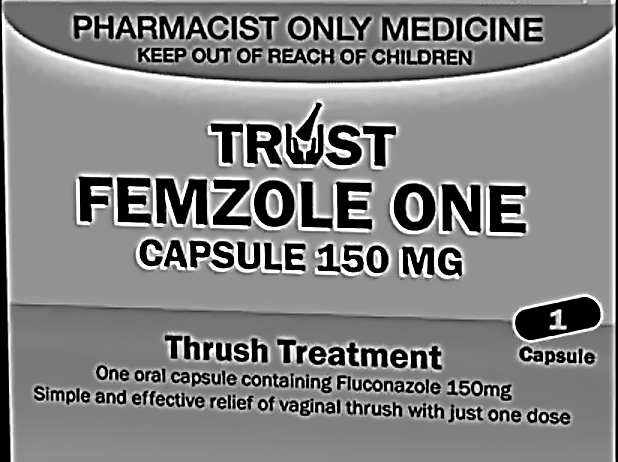 PHARMACIST ONLY MEDICINE
KEEP OUT OF REACH OF CHILDREN
TRUST
FEMZOLE ONE
CAPSULE 150 MG
1
Capsule
Thrush Treatment
One oral capsule containing Fluconazole 150mg
Simple and effective relief of vaginal thrush with just one dose